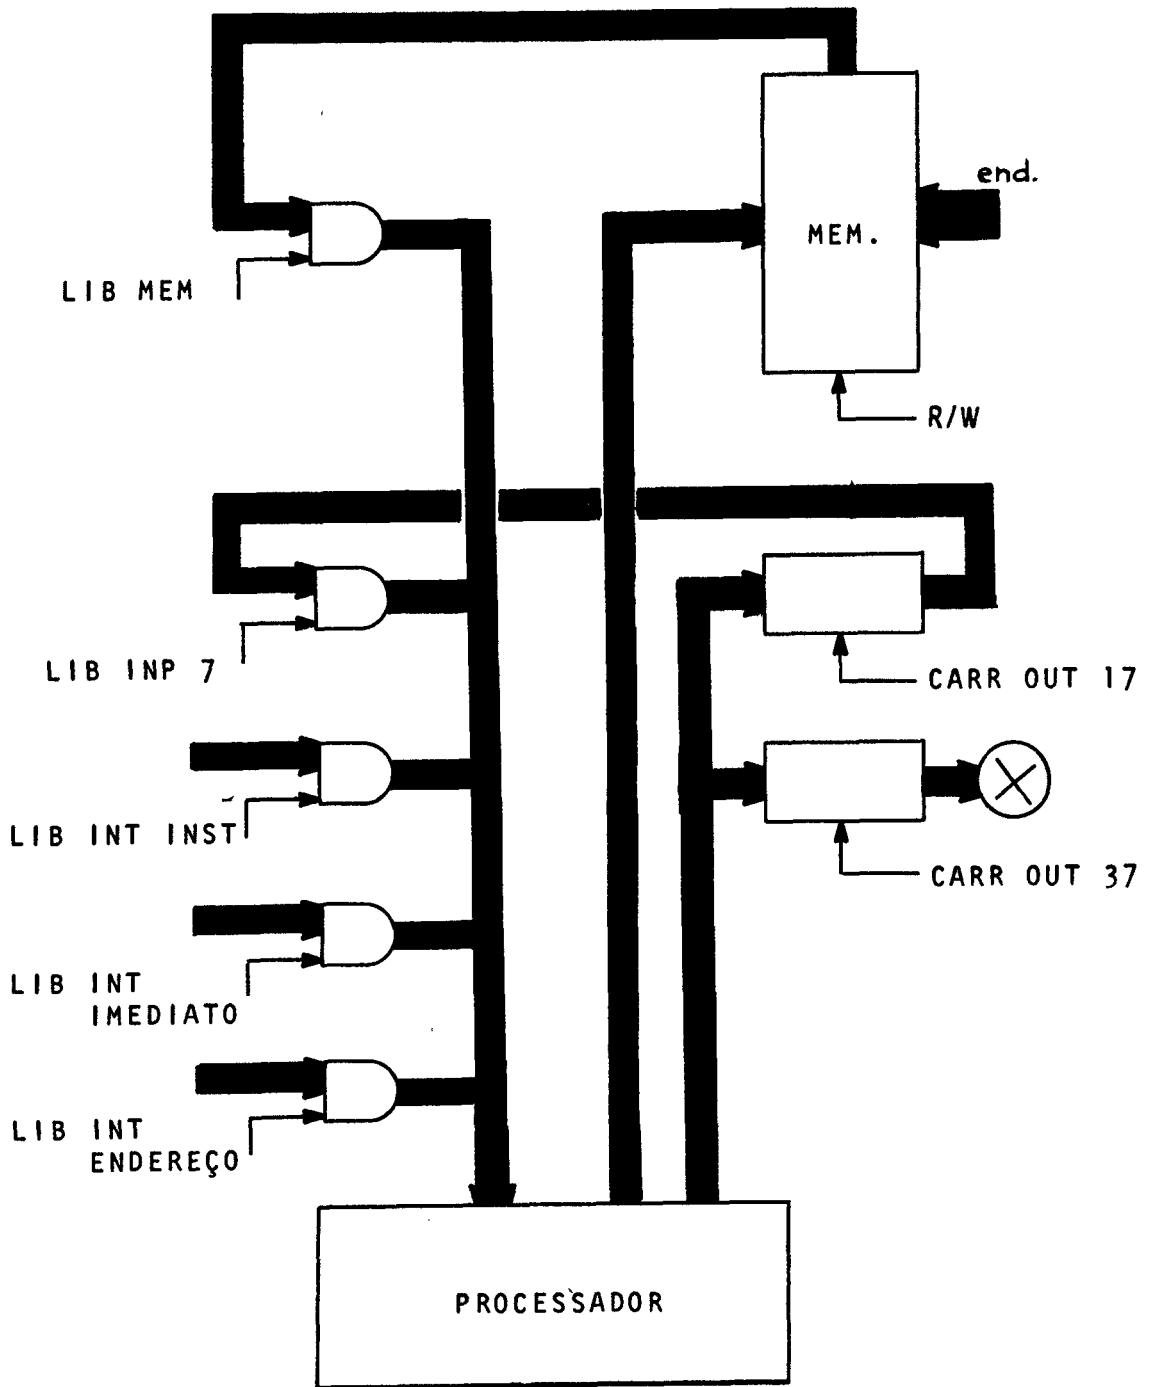 end.
MEM.
LIB MEM
R/W
LIB INP 7
CARR OUT 17
LIB INT INST
CARR OUT 37
LIB INT
IMEDIATO
LIB INT
ENDEREÇO
PROCESSADOR